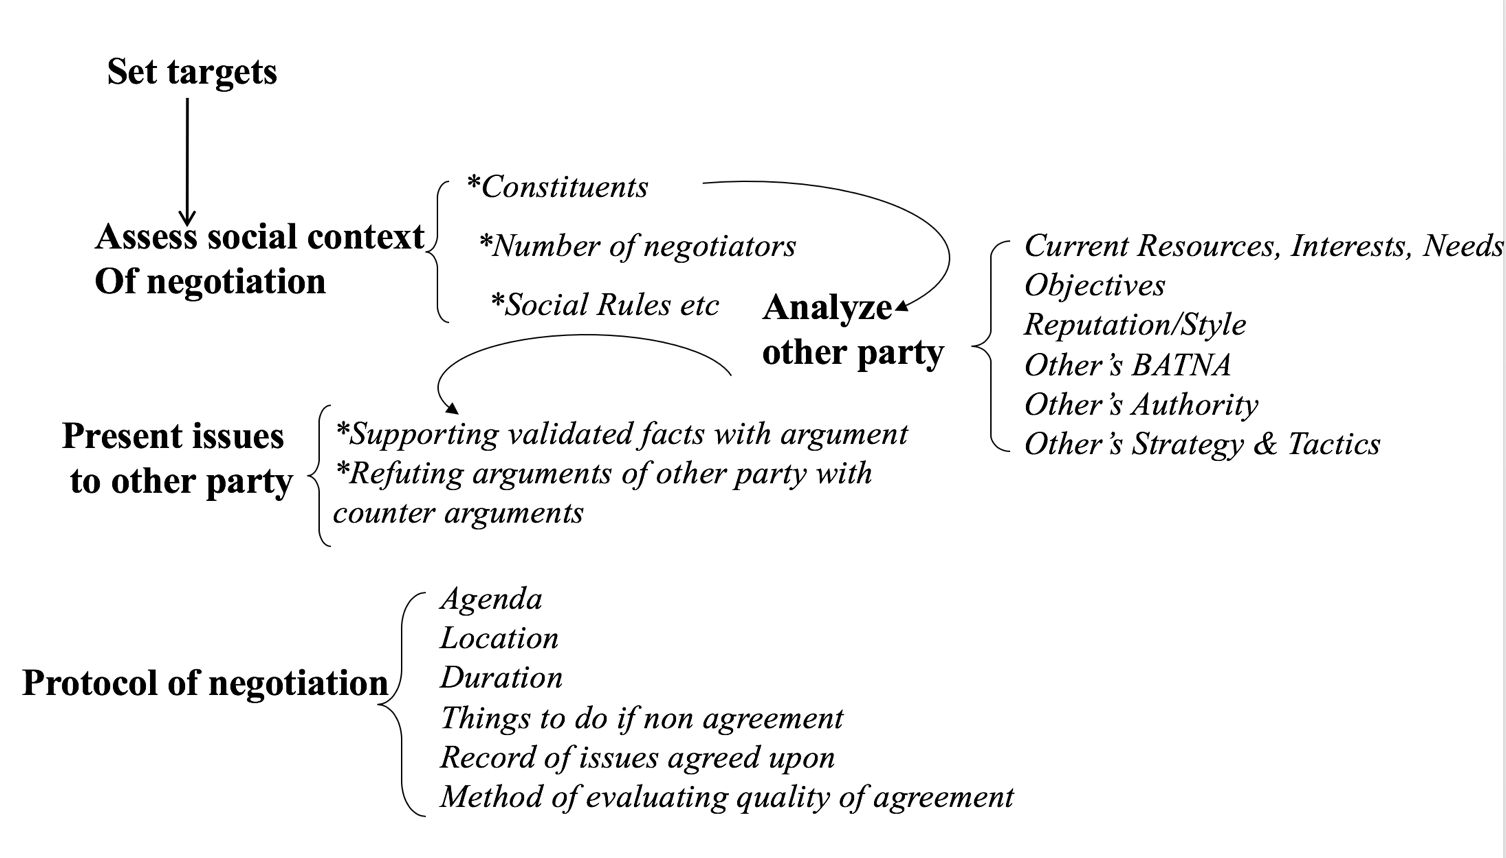 Set targets
Assess social context
Of negotiation
*Constituents
*Number of negotiators
*Social Rules etc
Analyze
other party
Current Resources, Interests, Needs
Objectives
Reputation/Style
Other’s BATNA
Other’s Authority
Other’s Strategy & Tactics
Present issues
to other party
*Supporting validated facts with argument
*Refuting arguments of other party with
counter arguments
Protocol of negotiation
Agenda
Location
Duration
Things to do if non agreement
Record of issues agreed upon
Method of evaluating quality of agreement